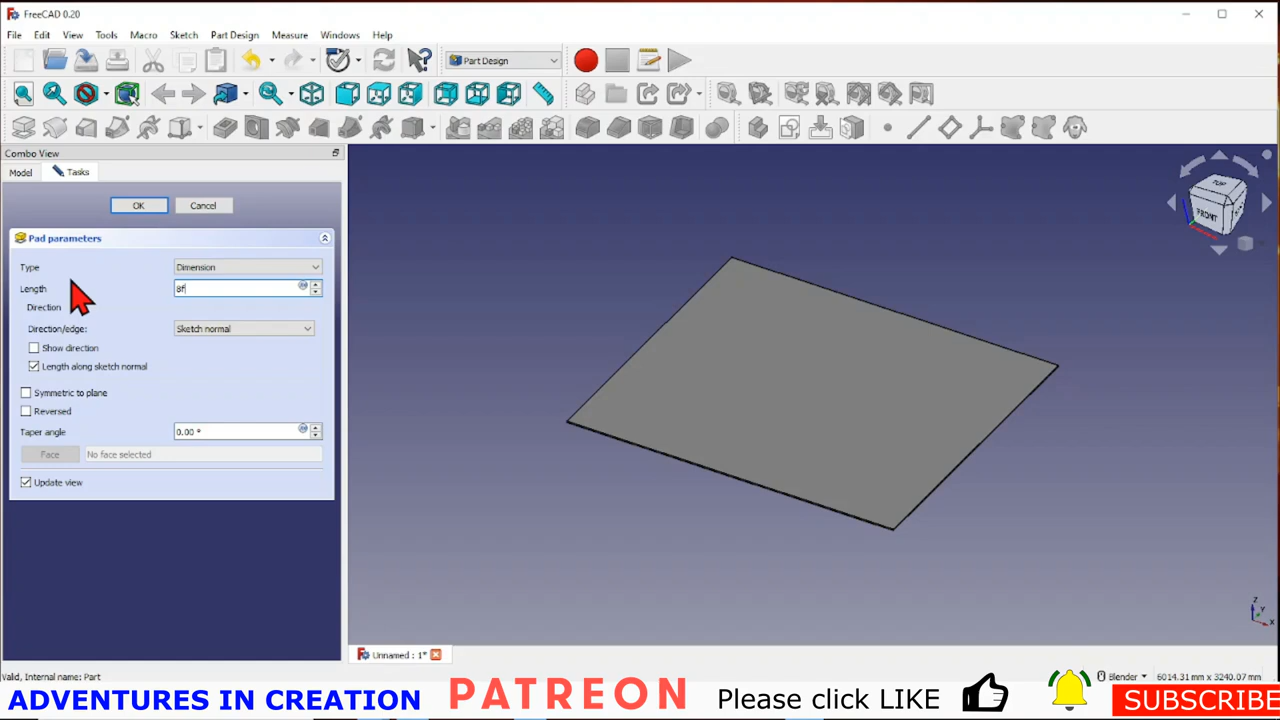 FreeCAD 0.20
File Edit View Tools Macro Sketch Part Design Measure Windows Help
Part Design
Combo View
Model Tasks
OK Cancel
Pad parameters
Type Dimension
Length 8f
Direction
Direction/edge: Sketch normal
Show direction
Length along sketch normal
Symmetric to plane
Reversed
Taper angle 0.00 °
Face No face selected
Update view
TOP
FRONT
Z
Y
X
Unnamed : 1*
Valid, Internal name: Part
Blender 6014.31 mm x 3240.07 mm
ADVENTURES IN CREATION PATREON Please click LIKE SUBSCRIBE